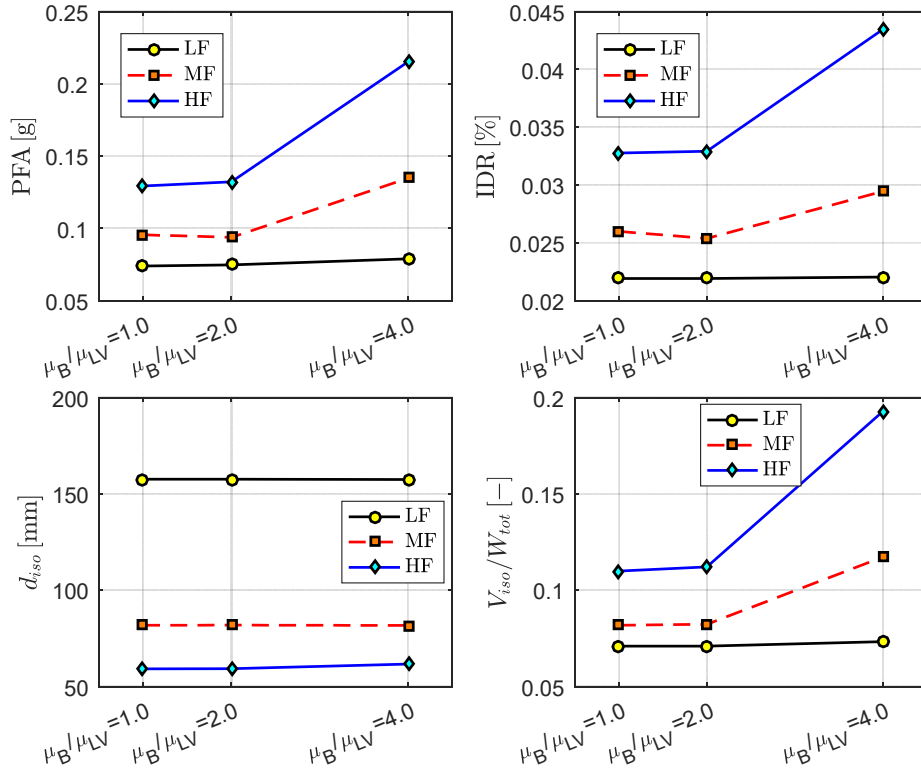 0.25
0.2
0.15
0.1
0.05
PFA [g]
LF
MF
HF
μB/μLV=1.0
μB/μLV=2.0
μB/μLV=4.0
0.045
0.04
0.035
0.03
0.025
0.02
IDR [%]
LF
MF
HF
μB/μLV=1.0
μB/μLV=2.0
μB/μLV=4.0
200
150
100
50
diso [mm]
LF
MF
HF
μB/μLV=1.0
μB/μLV=2.0
μB/μLV=4.0
0.2
0.15
0.1
0.05
Viso/Wtot [−]
LF
MF
HF
μB/μLV=1.0
μB/μLV=2.0
μB/μLV=4.0